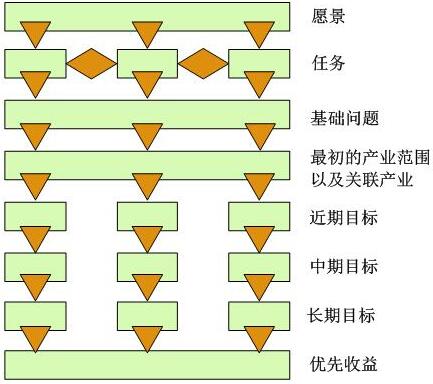 愿景
任务
基础问题
最初的产业范围
以及关联产业
近期目标
中期目标
长期目标
优先收益